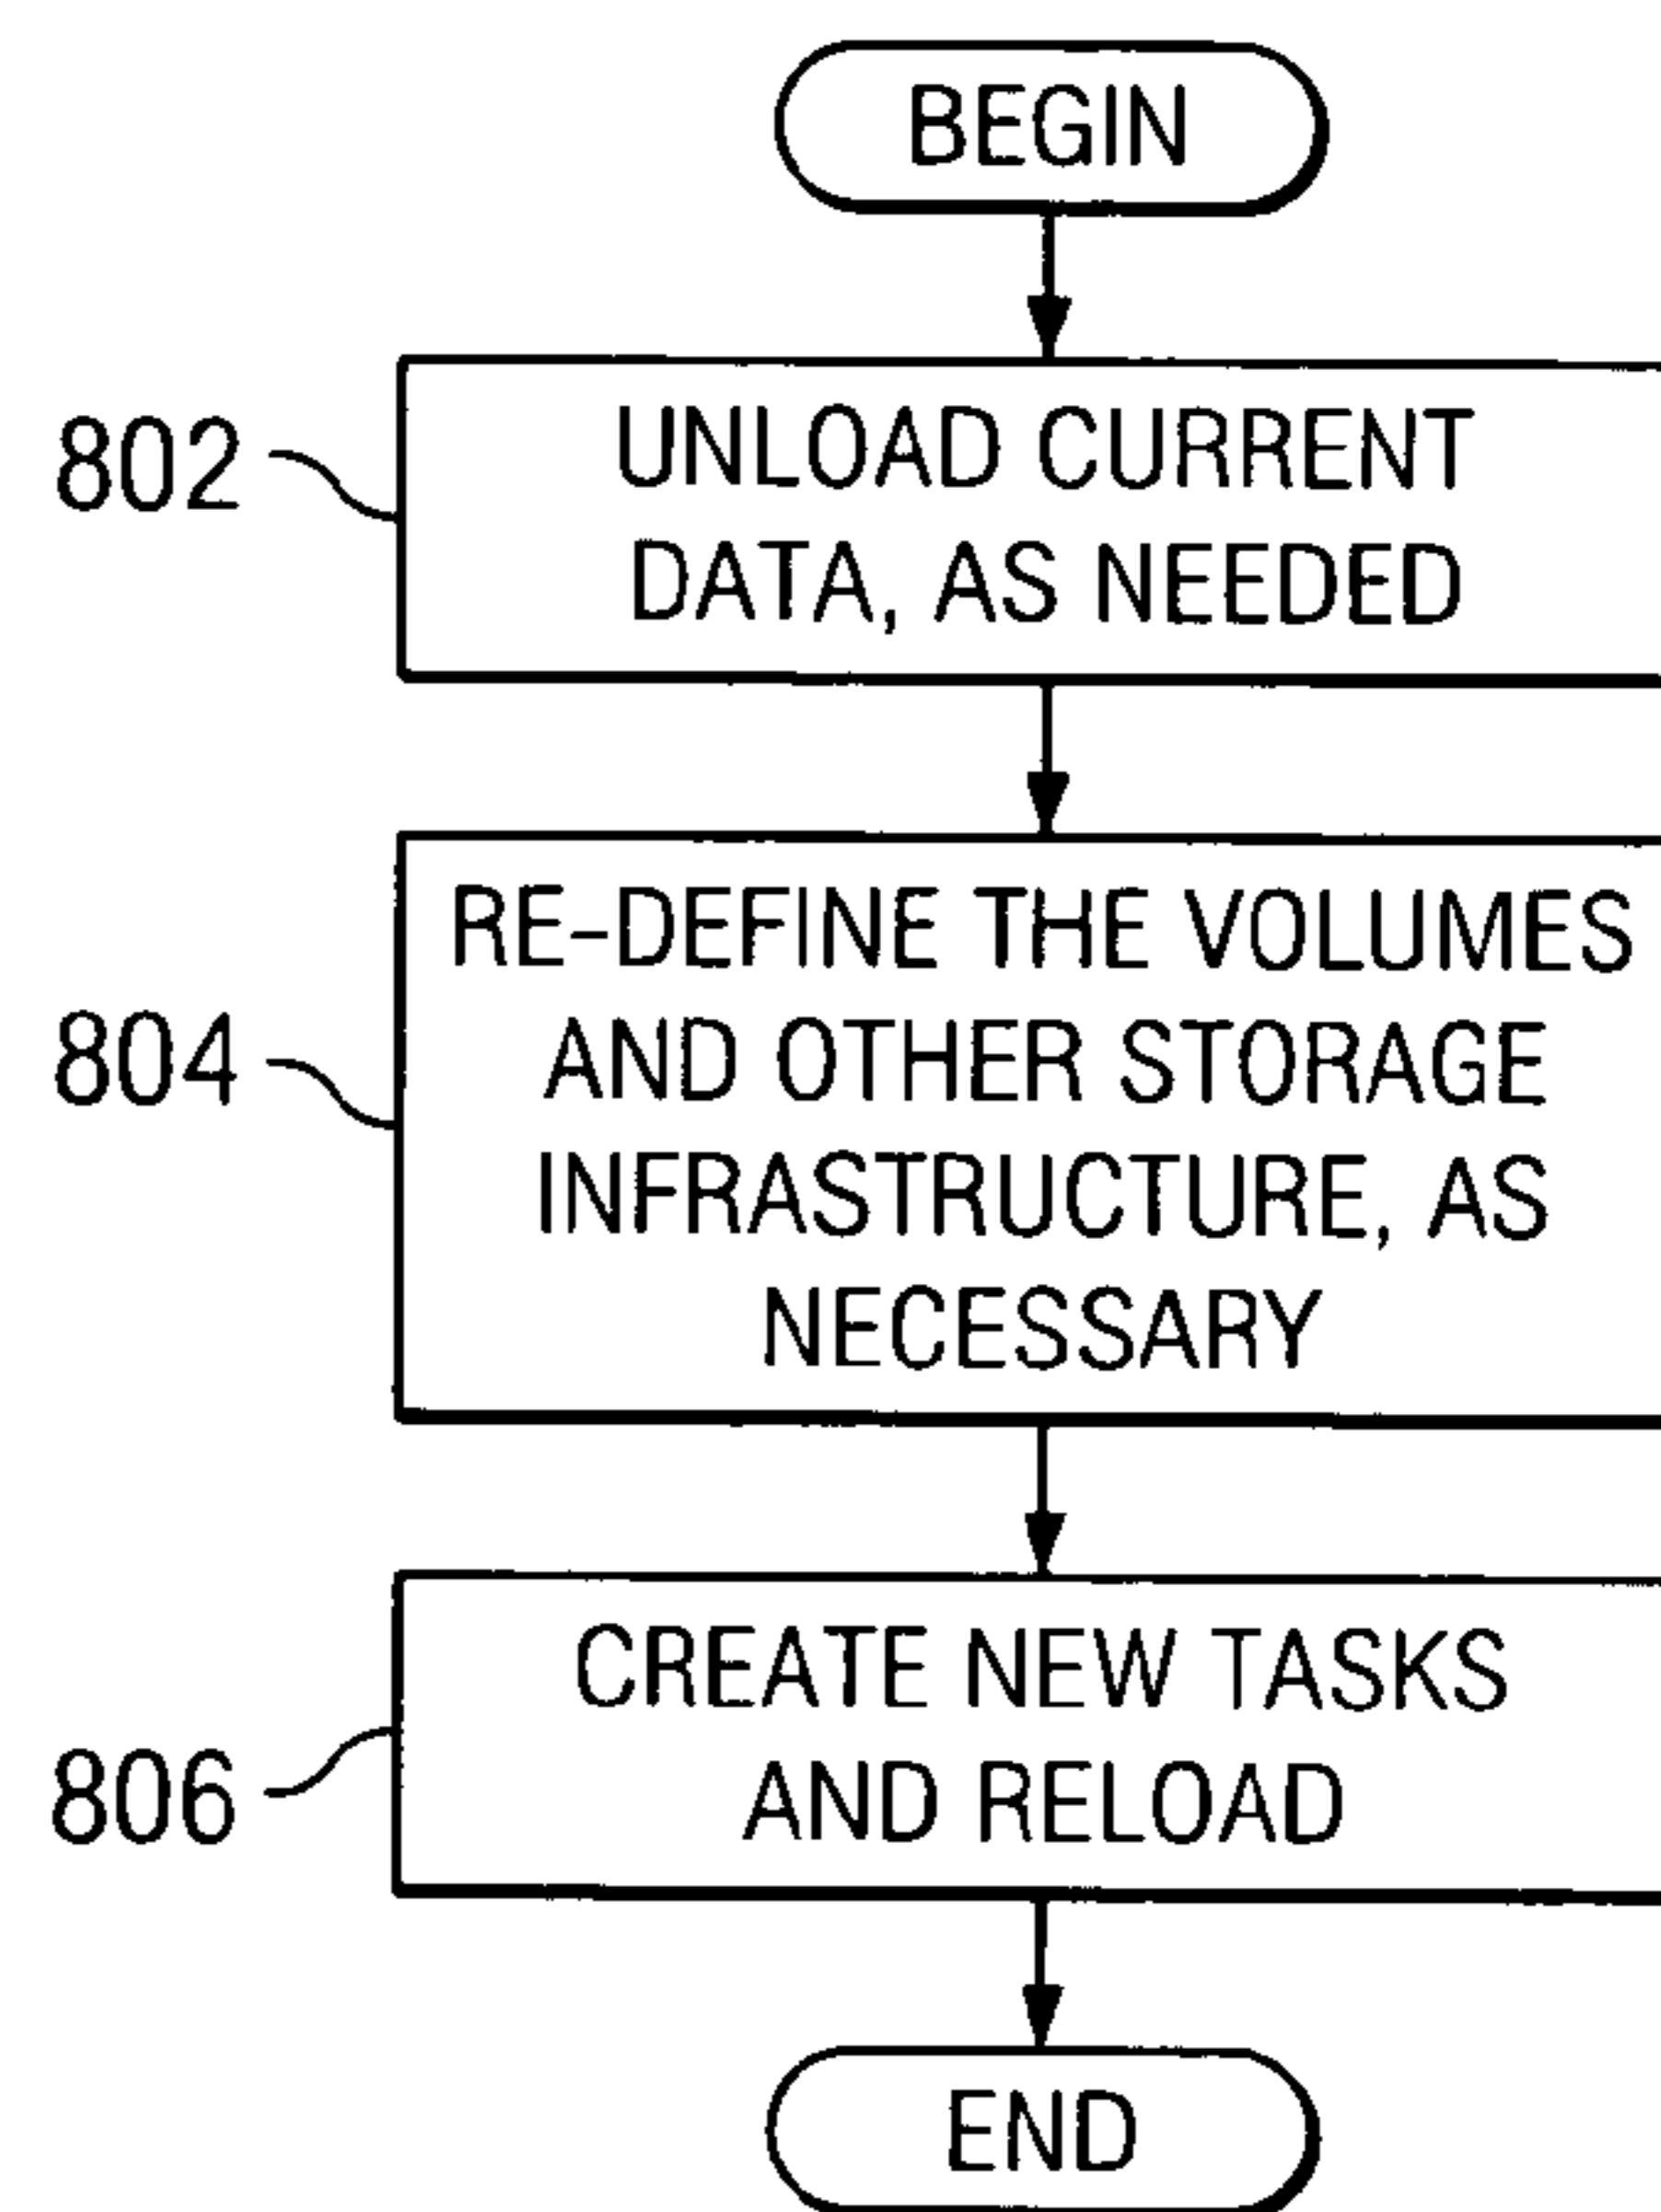 BEGIN
802
UNLOAD CURRENT
DATA, AS NEEDED
804
RE-DEFINE THE VOLUMES
AND OTHER STORAGE
INFRASTRUCTURE, AS
NECESSARY
806
CREATE NEW TASKS
AND RELOAD
END